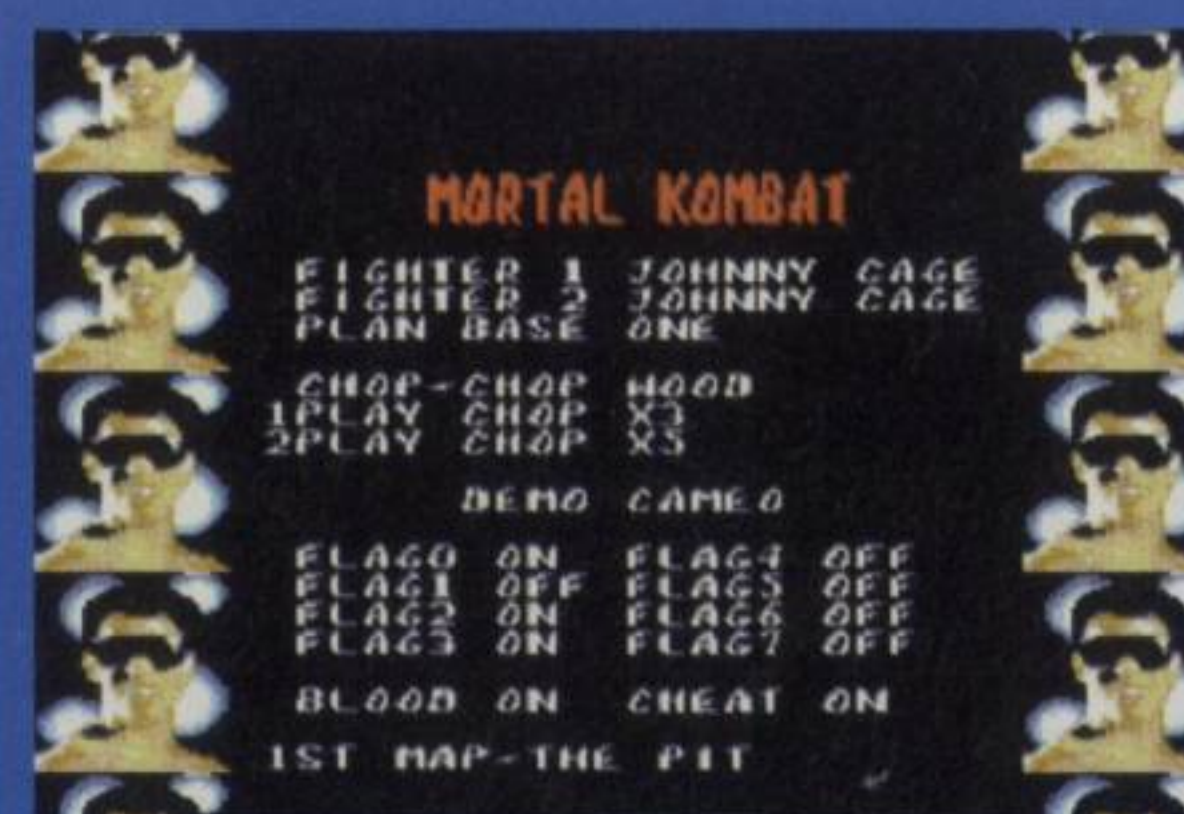 MORTAL KOMBAT
FIGHTER 1 JOHNNY CAGE
FIGHTER 2 JOHNNY CAGE
PLAN BASE ONE
CHOP-CHOP WOOD
1PLAY CHOP X3
2PLAY CHOP X5
DEMO CAMEO
FLAG0 ON FLAG4 OFF
FLAG1 OFF FLAG5 OFF
FLAG2 ON FLAG6 OFF
FLAG3 ON FLAG7 OFF
BLOOD ON CHEAT ON
1ST MAP-THE PIT